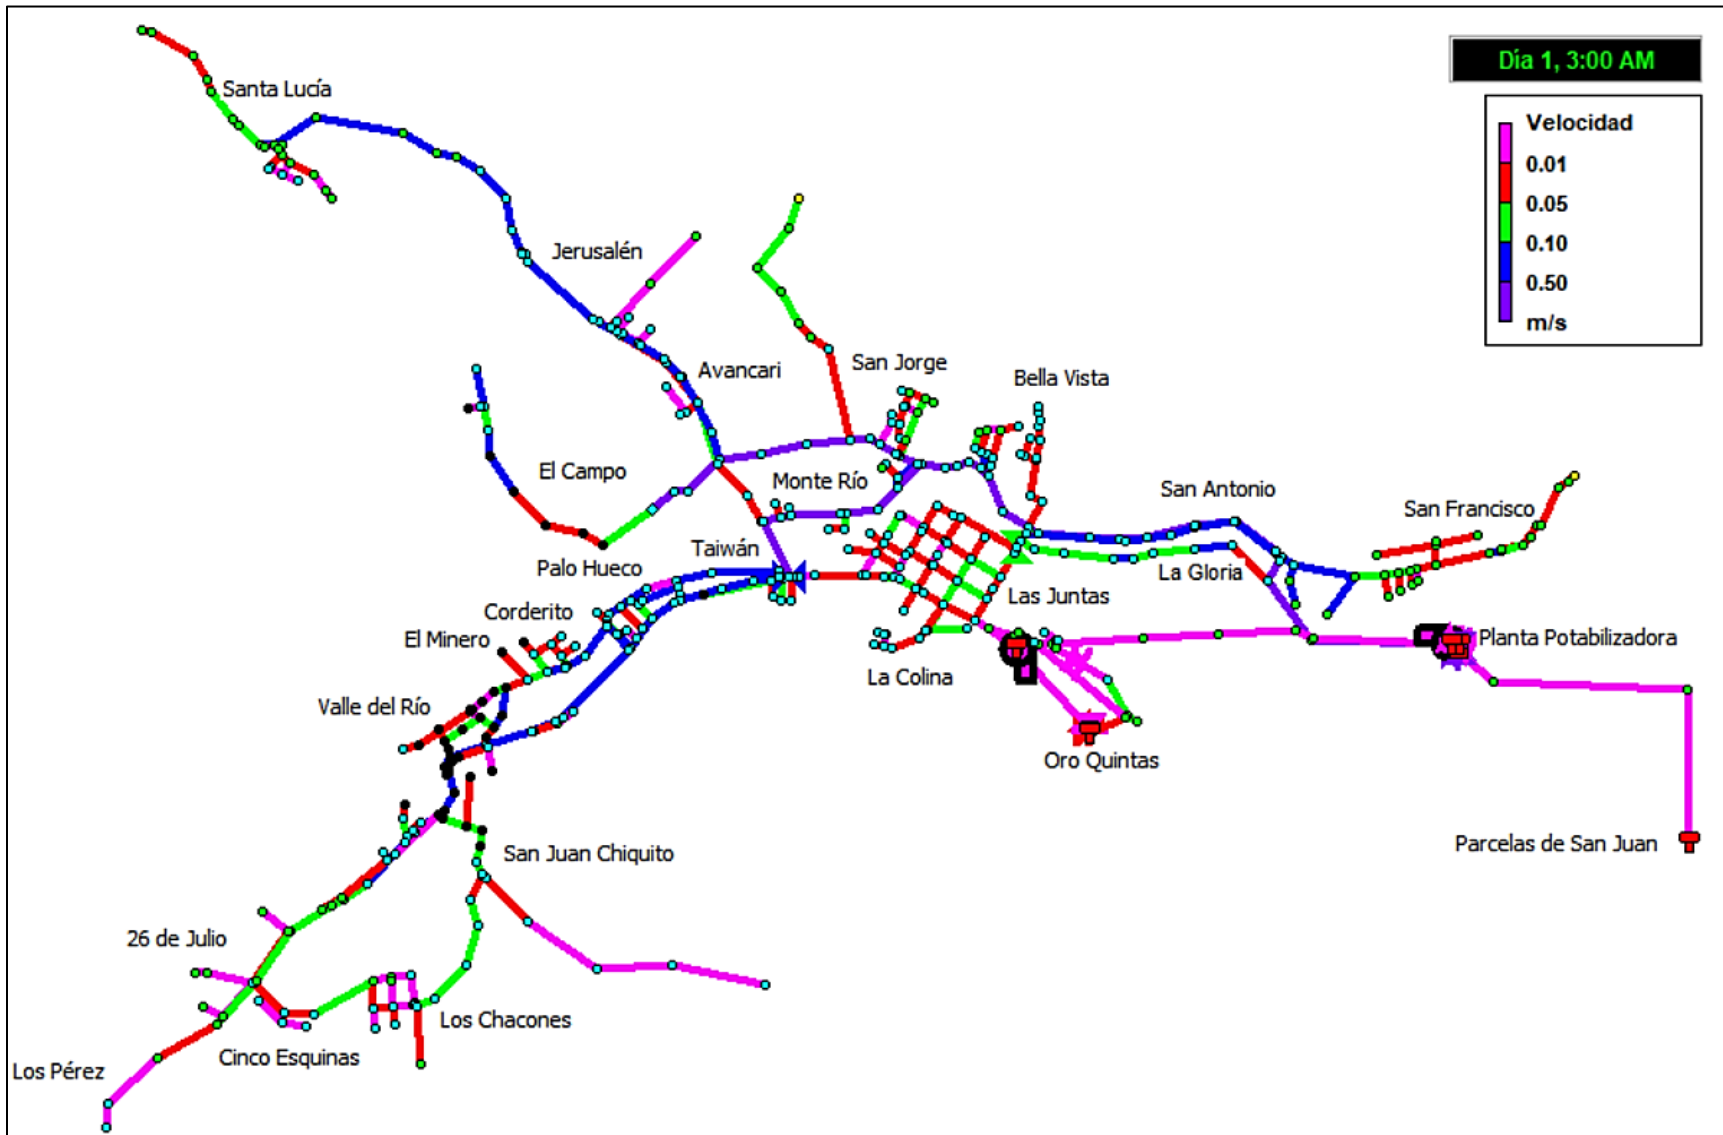 Día 1, 3:00 AM
Velocidad
0.01
0.05
0.10
0.50
m/s
Santa Lucía
Jerusalén
Avancari
San Jorge
Bella Vista
El Campo
Monte Río
San Antonio
San Francisco
Taiwán
Palo Hueco
La Gloria
Corderito
Las Juntas
El Minero
Planta Potabilizadora
La Colina
Valle del Río
Oro Quintas
Parcelas de San Juan
San Juan Chiquito
26 de Julio
Los Chacones
Cinco Esquinas
Los Pérez